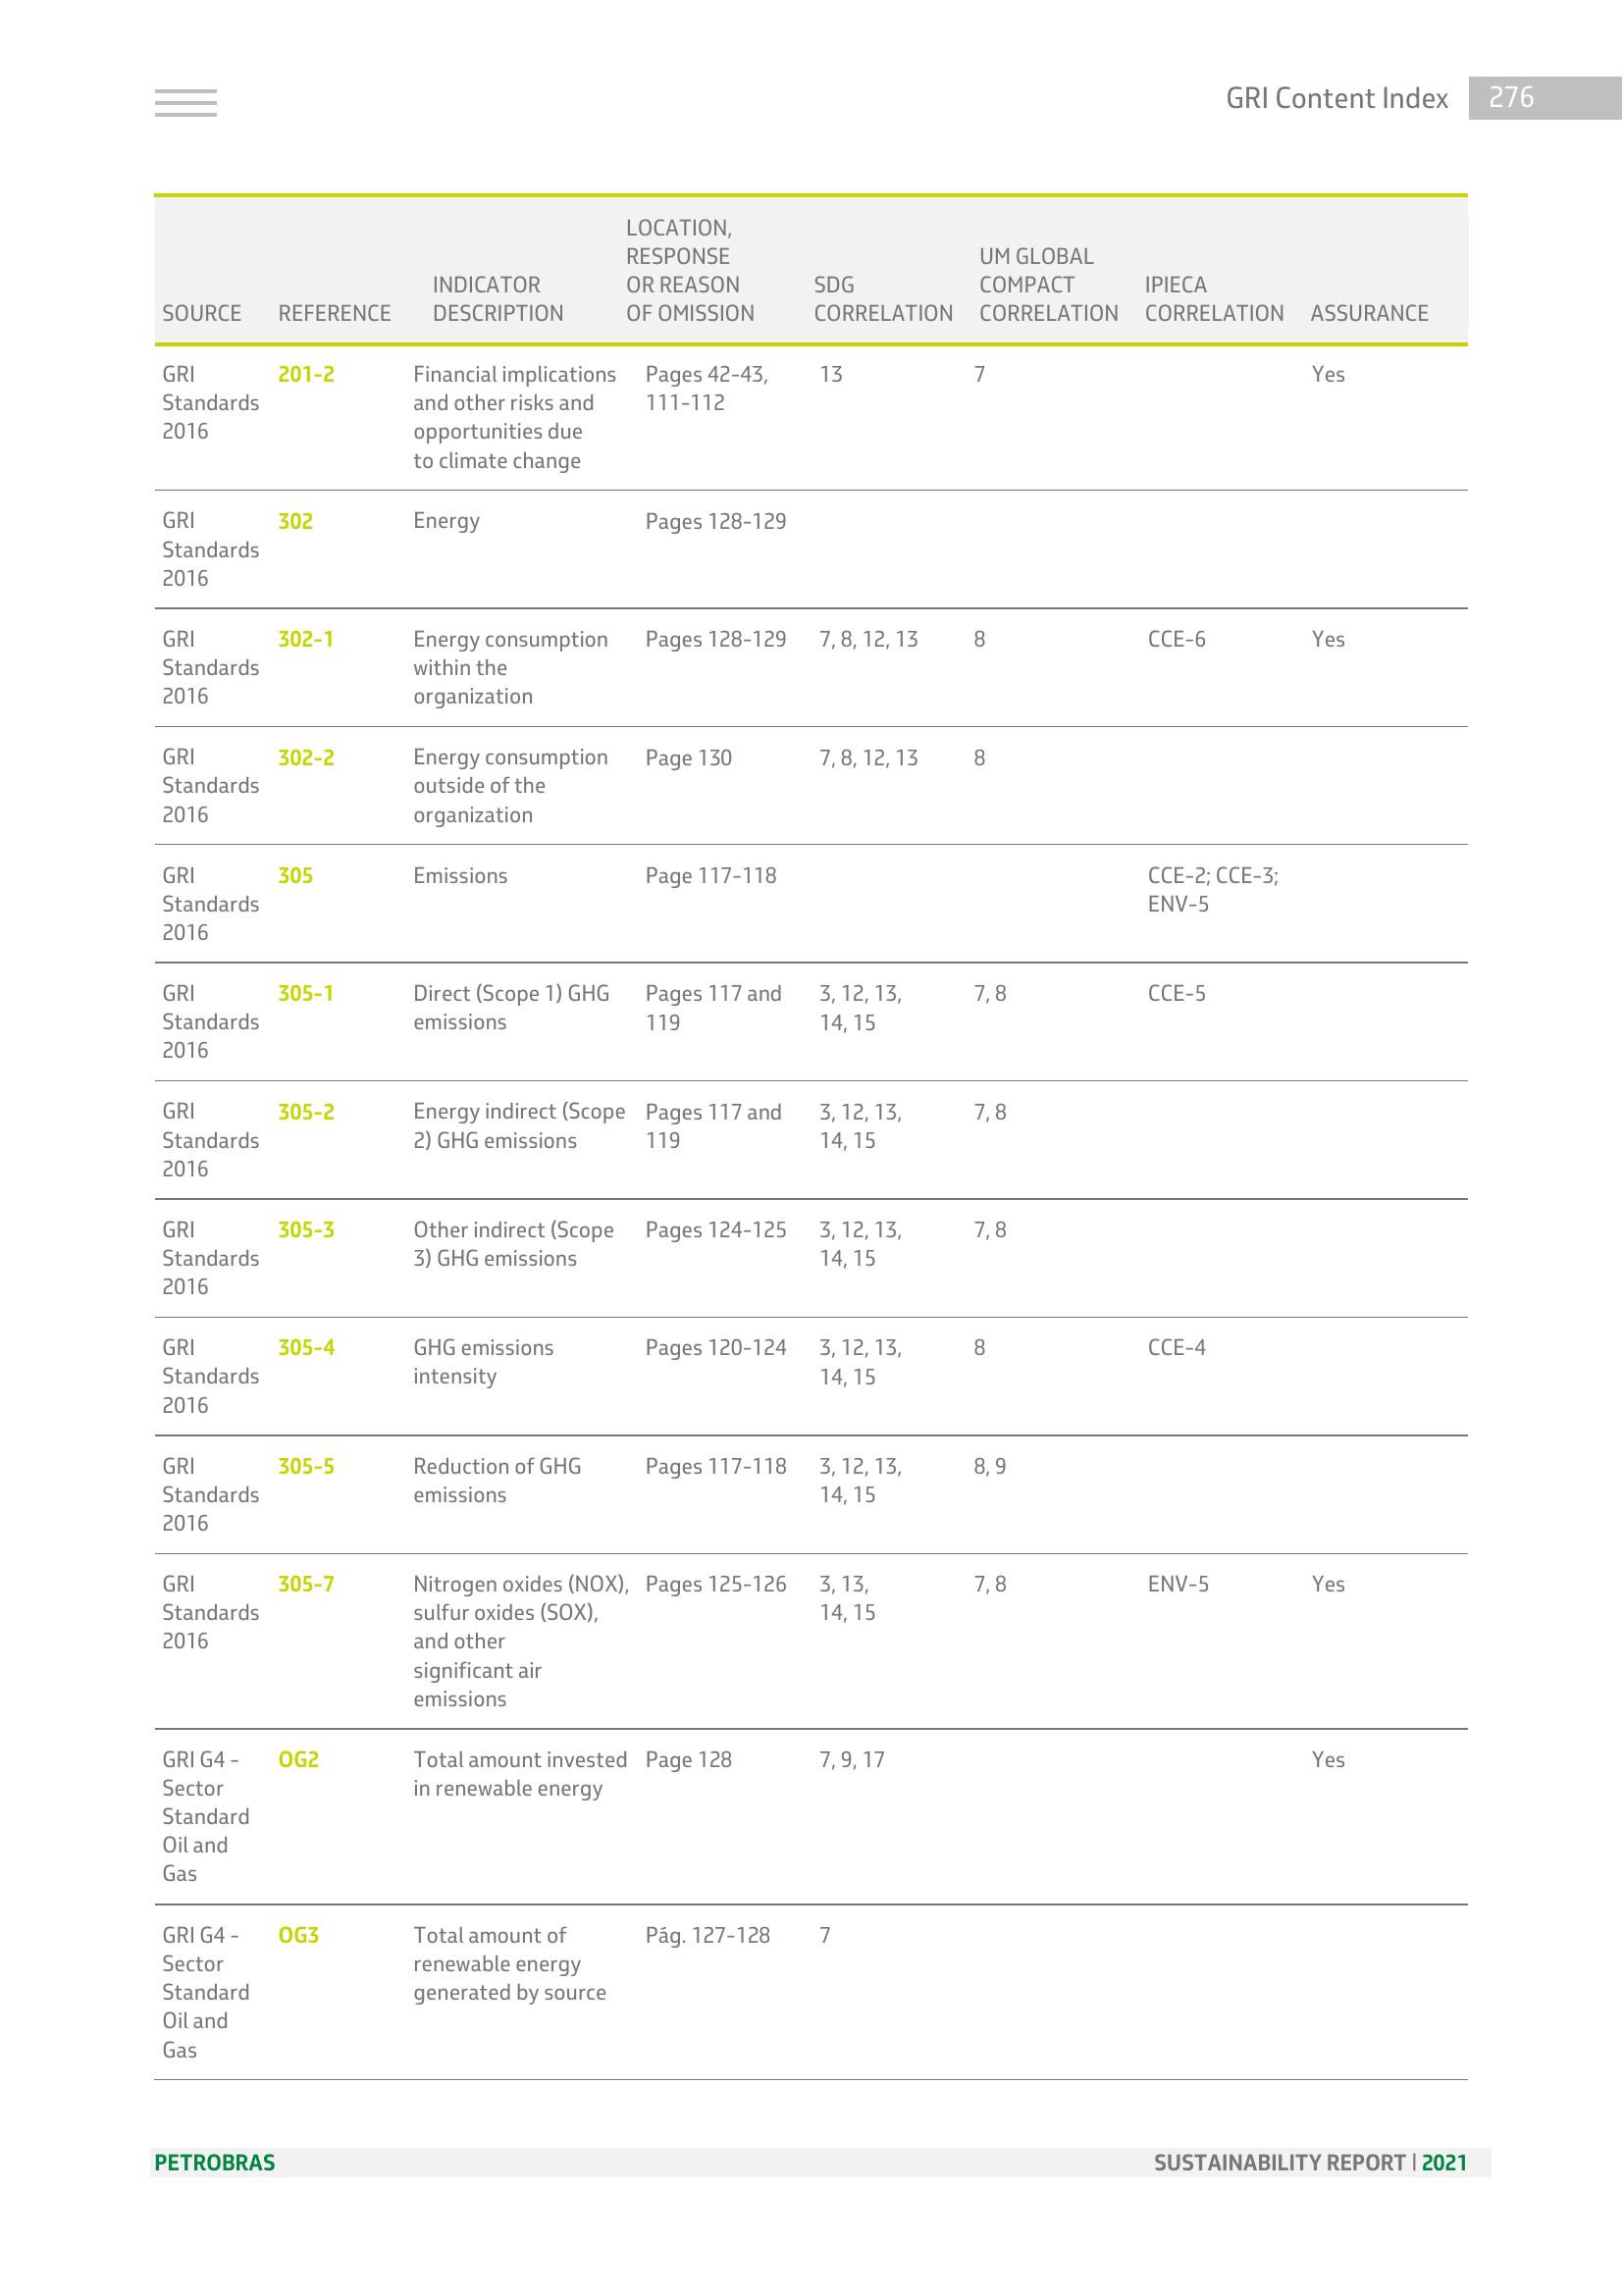 GRI Content Index 276
LOCATION,
RESPONSE UM GLOBAL
INDICATOR OR REASON SDG COMPACT IPIECA
SOURCE REFERENCE DESCRIPTION OF OMISSION CORRELATION CORRELATION CORRELATION ASSURANCE
GRI 201-2 Financial implications Pages 42-43, 13 7 Yes
Standards and other risks and 111-112
2016 opportunities due
to climate change
GRI 302 Energy Pages 128-129
Standards
2016
GRI 302-1 Energy consumption Pages 128-129 7, 8, 12, 13 8 CCE-6 Yes
Standards within the
2016 organization
GRI 302-2 Energy consumption Page 130 7, 8, 12, 13 8
Standards outside of the
2016 organization
GRI 305 Emissions Page 117-118 CCE-2; CCE-3;
Standards ENV-5
2016
GRI 305-1 Direct (Scope 1) GHG Pages 117 and 3, 12, 13, 7, 8 CCE-5
Standards emissions 119 14, 15
2016
GRI 305-2 Energy indirect (Scope Pages 117 and 3, 12, 13, 7, 8
Standards 2) GHG emissions 119 14, 15
2016
GRI 305-3 Other indirect (Scope Pages 124-125 3, 12, 13, 7, 8
Standards 3) GHG emissions 14, 15
2016
GRI 305-4 GHG emissions Pages 120-124 3, 12, 13, 8 CCE-4
Standards intensity 14, 15
2016
GRI 305-5 Reduction of GHG Pages 117-118 3, 12, 13, 8, 9
Standards emissions 14, 15
2016
GRI 305-7 Nitrogen oxides (NOX), Pages 125-126 3, 13, 7, 8 ENV-5 Yes
Standards sulfur oxides (SOX), 14, 15
2016 and other
significant air
emissions
GRI G4 - OG2 Total amount invested Page 128 7, 9, 17 Yes
Sector in renewable energy
Standard
Oil and
Gas
GRI G4 - OG3 Total amount of Pág. 127-128 7
Sector renewable energy
Standard generated by source
Oil and
Gas
PETROBRAS SUSTAINABILITY REPORT | 2021